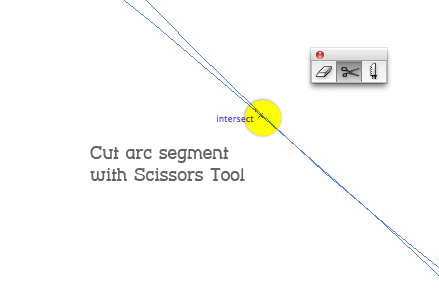 intersect
Cut arc segment
with Scissors Tool